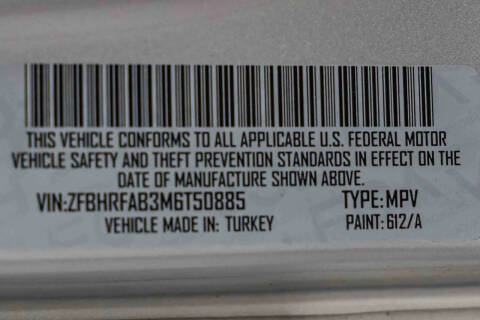 THIS VEHICLE CONFORMS TO ALL APPLICABLE U.S. FEDERAL MOTOR
VEHICLE SAFETY AND THEFT PREVENTION STANDARDS IN EFFECT ON THE
DATE OF MANUFACTURE SHOWN ABOVE.
VIN:ZFBHRFAB3M6T50885 TYPE: MPV
VEHICLE MADE IN: TURKEY PAINT: 612/A